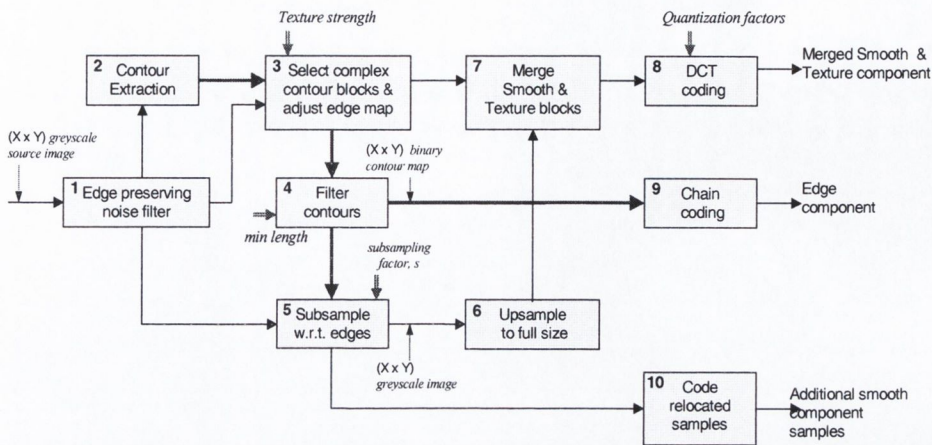 Texture strength
Quantization factors
2 Contour
Extraction
3 Select complex
contour blocks &
adjust edge map
7 Merge
Smooth &
Texture blocks
8 DCT
coding
Merged Smooth &
Texture component
(X x Y) greyscale
source image
(X x Y) binary
contour map
1 Edge preserving
noise filter
4 Filter
contours
9 Chain
coding
Edge
component
min length
subsampling
factor, s
5 Subsample
w.r.t. edges
6 Upsample
to full size
(X x Y)
greyscale image
10 Code
relocated
samples
Additional smooth
component
samples